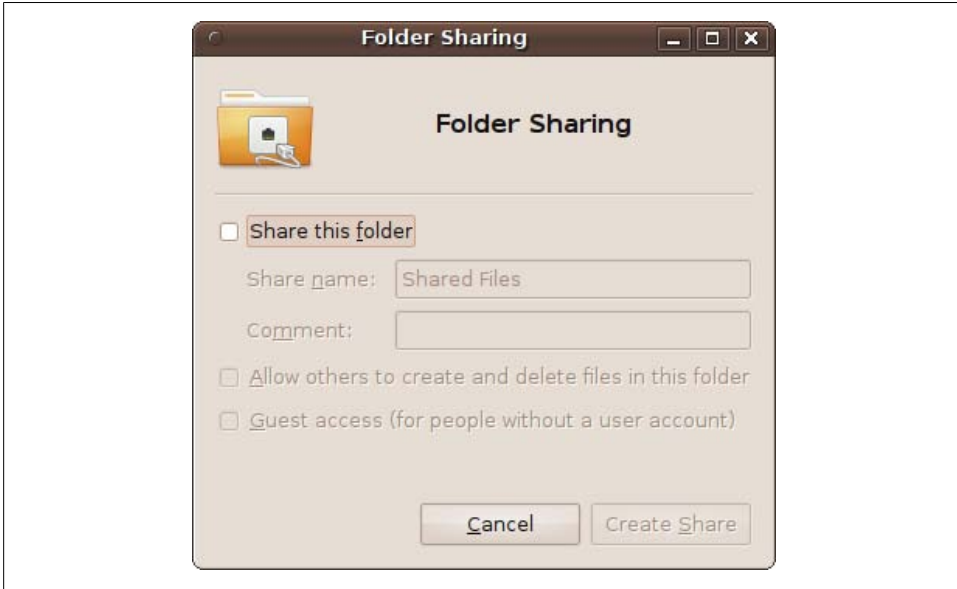 Folder Sharing
Folder Sharing
Share this folder
Share name: Shared Files
Comment:
Allow others to create and delete files in this folder
Guest access (for people without a user account)
Cancel Create Share